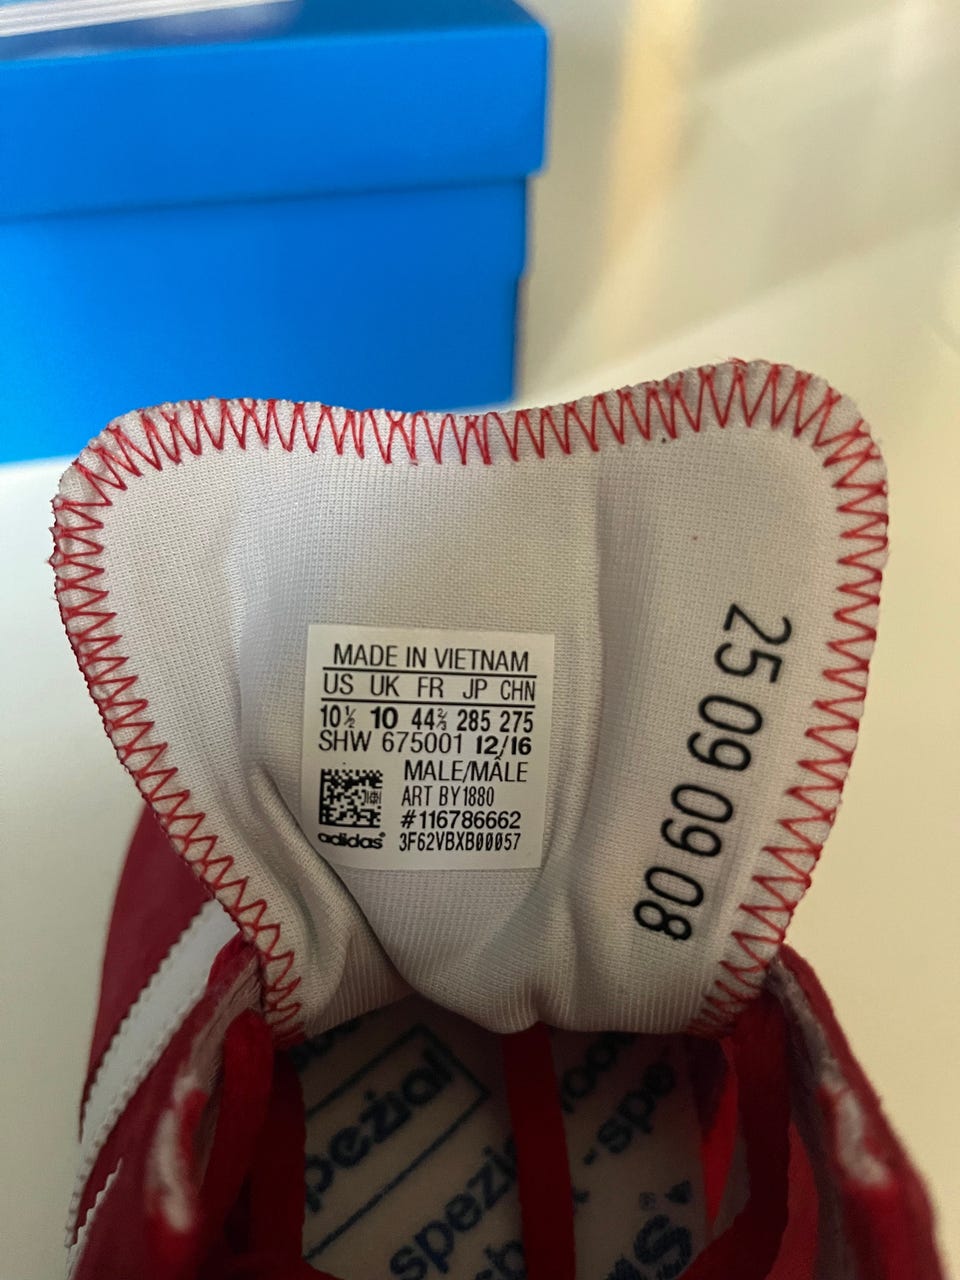 MADE IN VIETNAM
US UK FR JP CHN
10½ 10 44⅔ 285 275
SHW 675001 12/16
MALE/MÂLE
ART BY1880
#116786662
adidas® 3F62VBXB00057
25 09 09 08
spezial